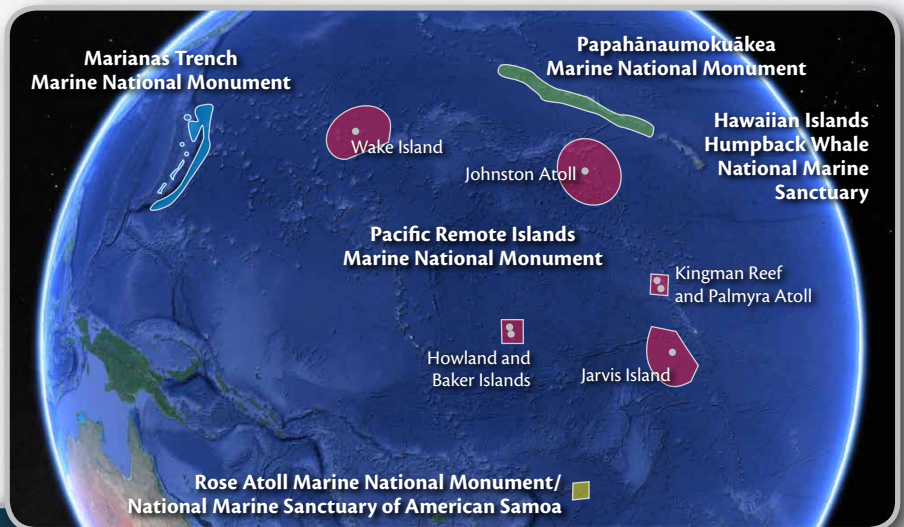 Marianas Trench
Marine National Monument
Papahānaumokuākea
Marine National Monument
Hawaiian Islands
Humpback Whale
National Marine
Sanctuary
Wake Island
Johnston Atoll
Pacific Remote Islands
Marine National Monument
Kingman Reef
and Palmyra Atoll
Howland and
Baker Islands
Jarvis Island
Rose Atoll Marine National Monument/
National Marine Sanctuary of American Samoa